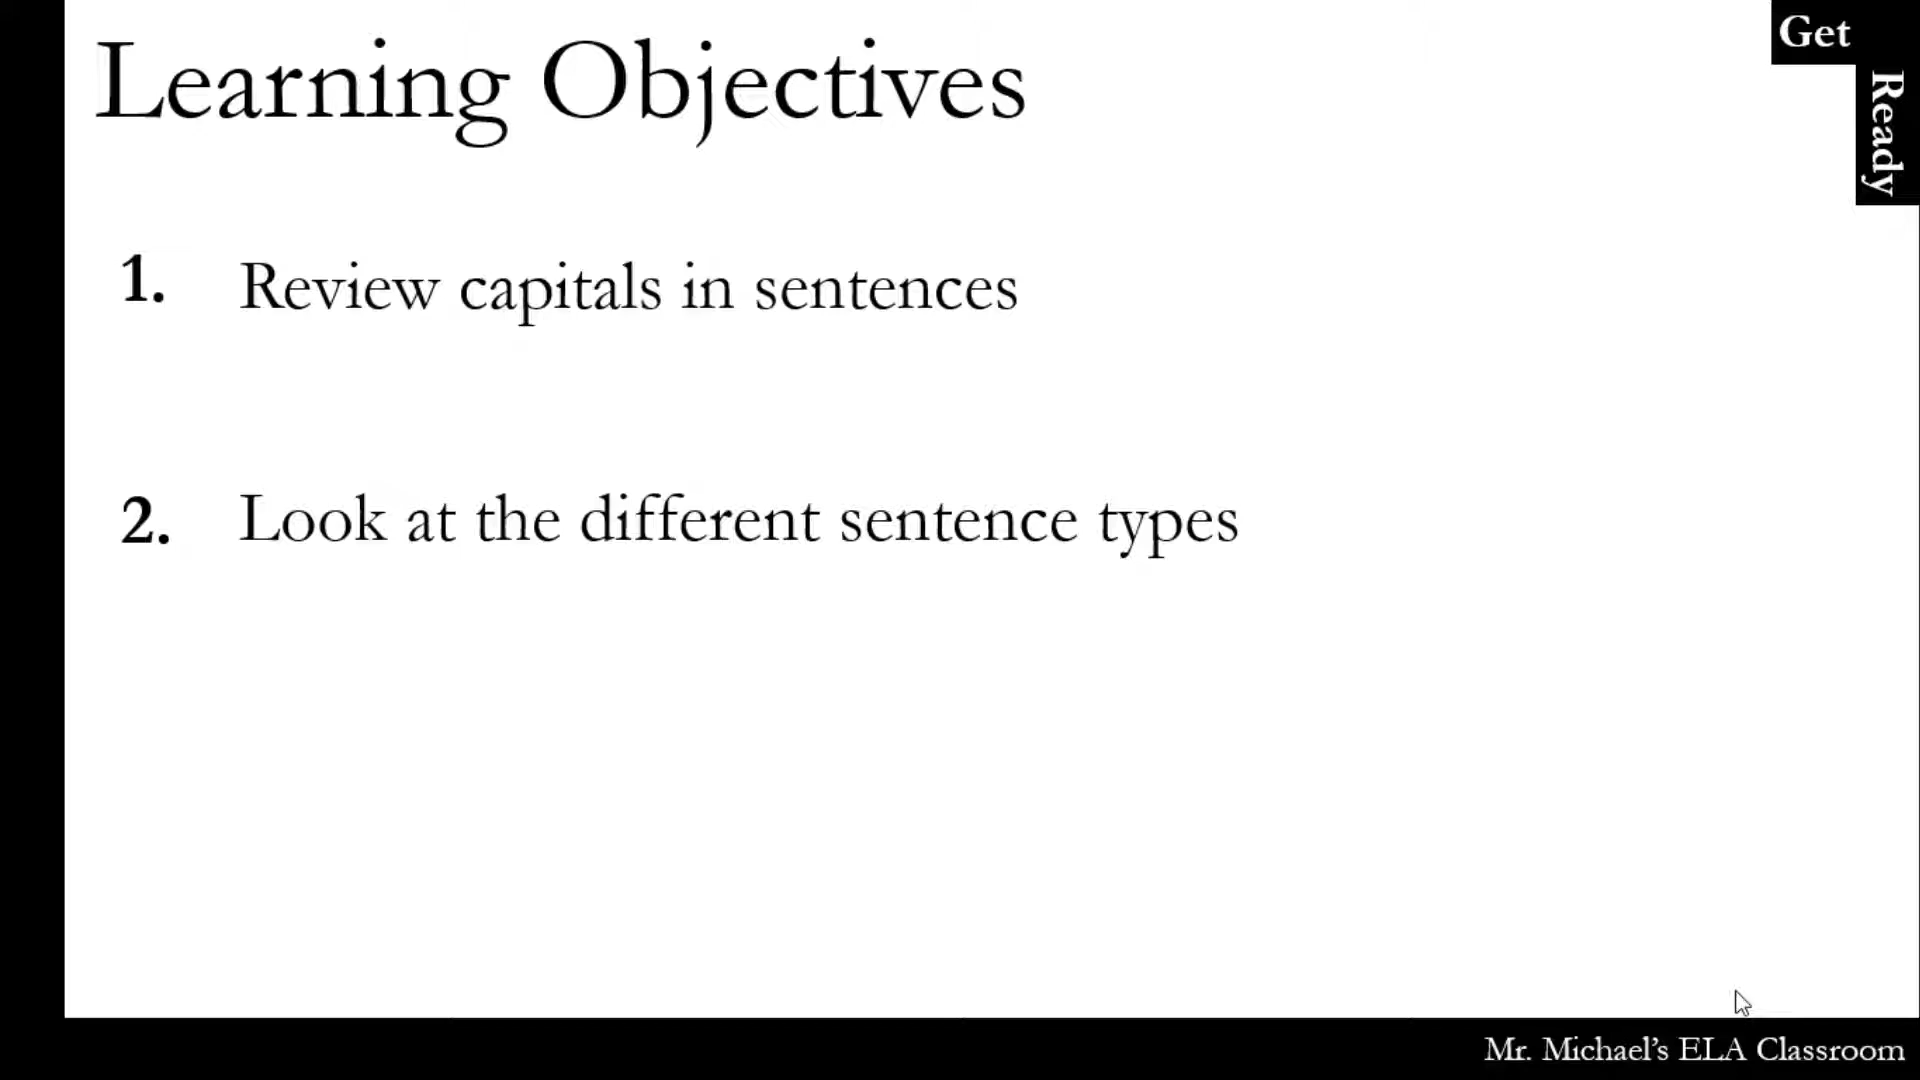 Learning Objectives
Get
Ready
1. Review capitals in sentences
2. Look at the different sentence types
Mr. Michael's ELA Classroom